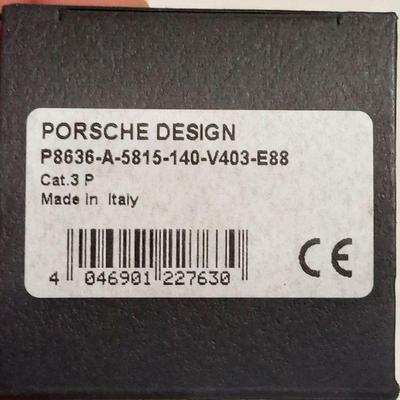 PORSCHE DESIGN
P8636-A-5815-140-V403-E88
Cat.3 P
Made in Italy
CE
4 046901 227630